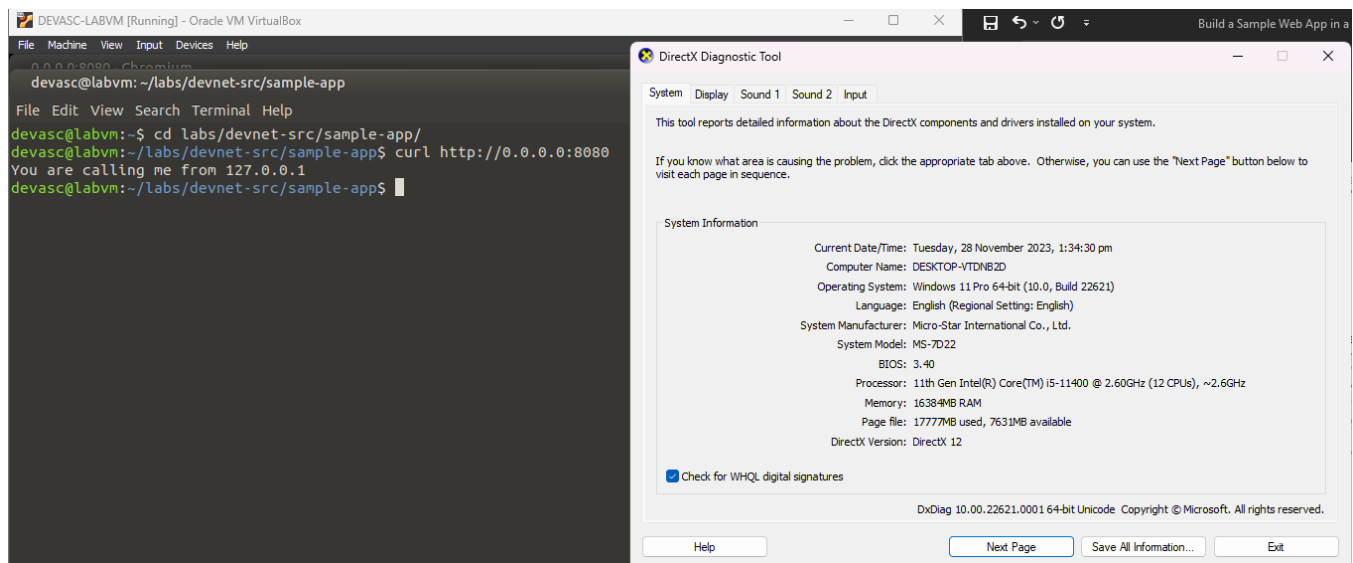 DEVASC-LABVM [Running] - Oracle VM VirtualBox
File Machine View Input Devices Help
0.0.0.0:8080 - Chromium
devasc@labvm: ~/labs/devnet-src/sample-app
File Edit View Search Terminal Help
devasc@labvm:~$ cd labs/devnet-src/sample-app/
devasc@labvm:~/labs/devnet-src/sample-app$ curl http://0.0.0.0:8080
You are calling me from 127.0.0.1
devasc@labvm:~/labs/devnet-src/sample-app$
Build a Sample Web App in a
DirectX Diagnostic Tool
System Display Sound 1 Sound 2 Input
This tool reports detailed information about the DirectX components and drivers installed on your system.
If you know what area is causing the problem, click the appropriate tab above. Otherwise, you can use the "Next Page" button below to
visit each page in sequence.
System Information
Current Date/Time: Tuesday, 28 November 2023, 1:34:30 pm
Computer Name: DESKTOP-VTDNB2D
Operating System: Windows 11 Pro 64-bit (10.0, Build 22621)
Language: English (Regional Setting: English)
System Manufacturer: Micro-Star International Co., Ltd.
System Model: MS-7D22
BIOS: 3.40
Processor: 11th Gen Intel(R) Core(TM) i5-11400 @ 2.60GHz (12 CPUs), ~2.6GHz
Memory: 16384MB RAM
Page file: 17777MB used, 7631MB available
DirectX Version: DirectX 12
Check for WHQL digital signatures
DxDiag 10.00.22621.0001 64-bit Unicode Copyright © Microsoft. All rights reserved.
Help Next Page Save All Information... Exit